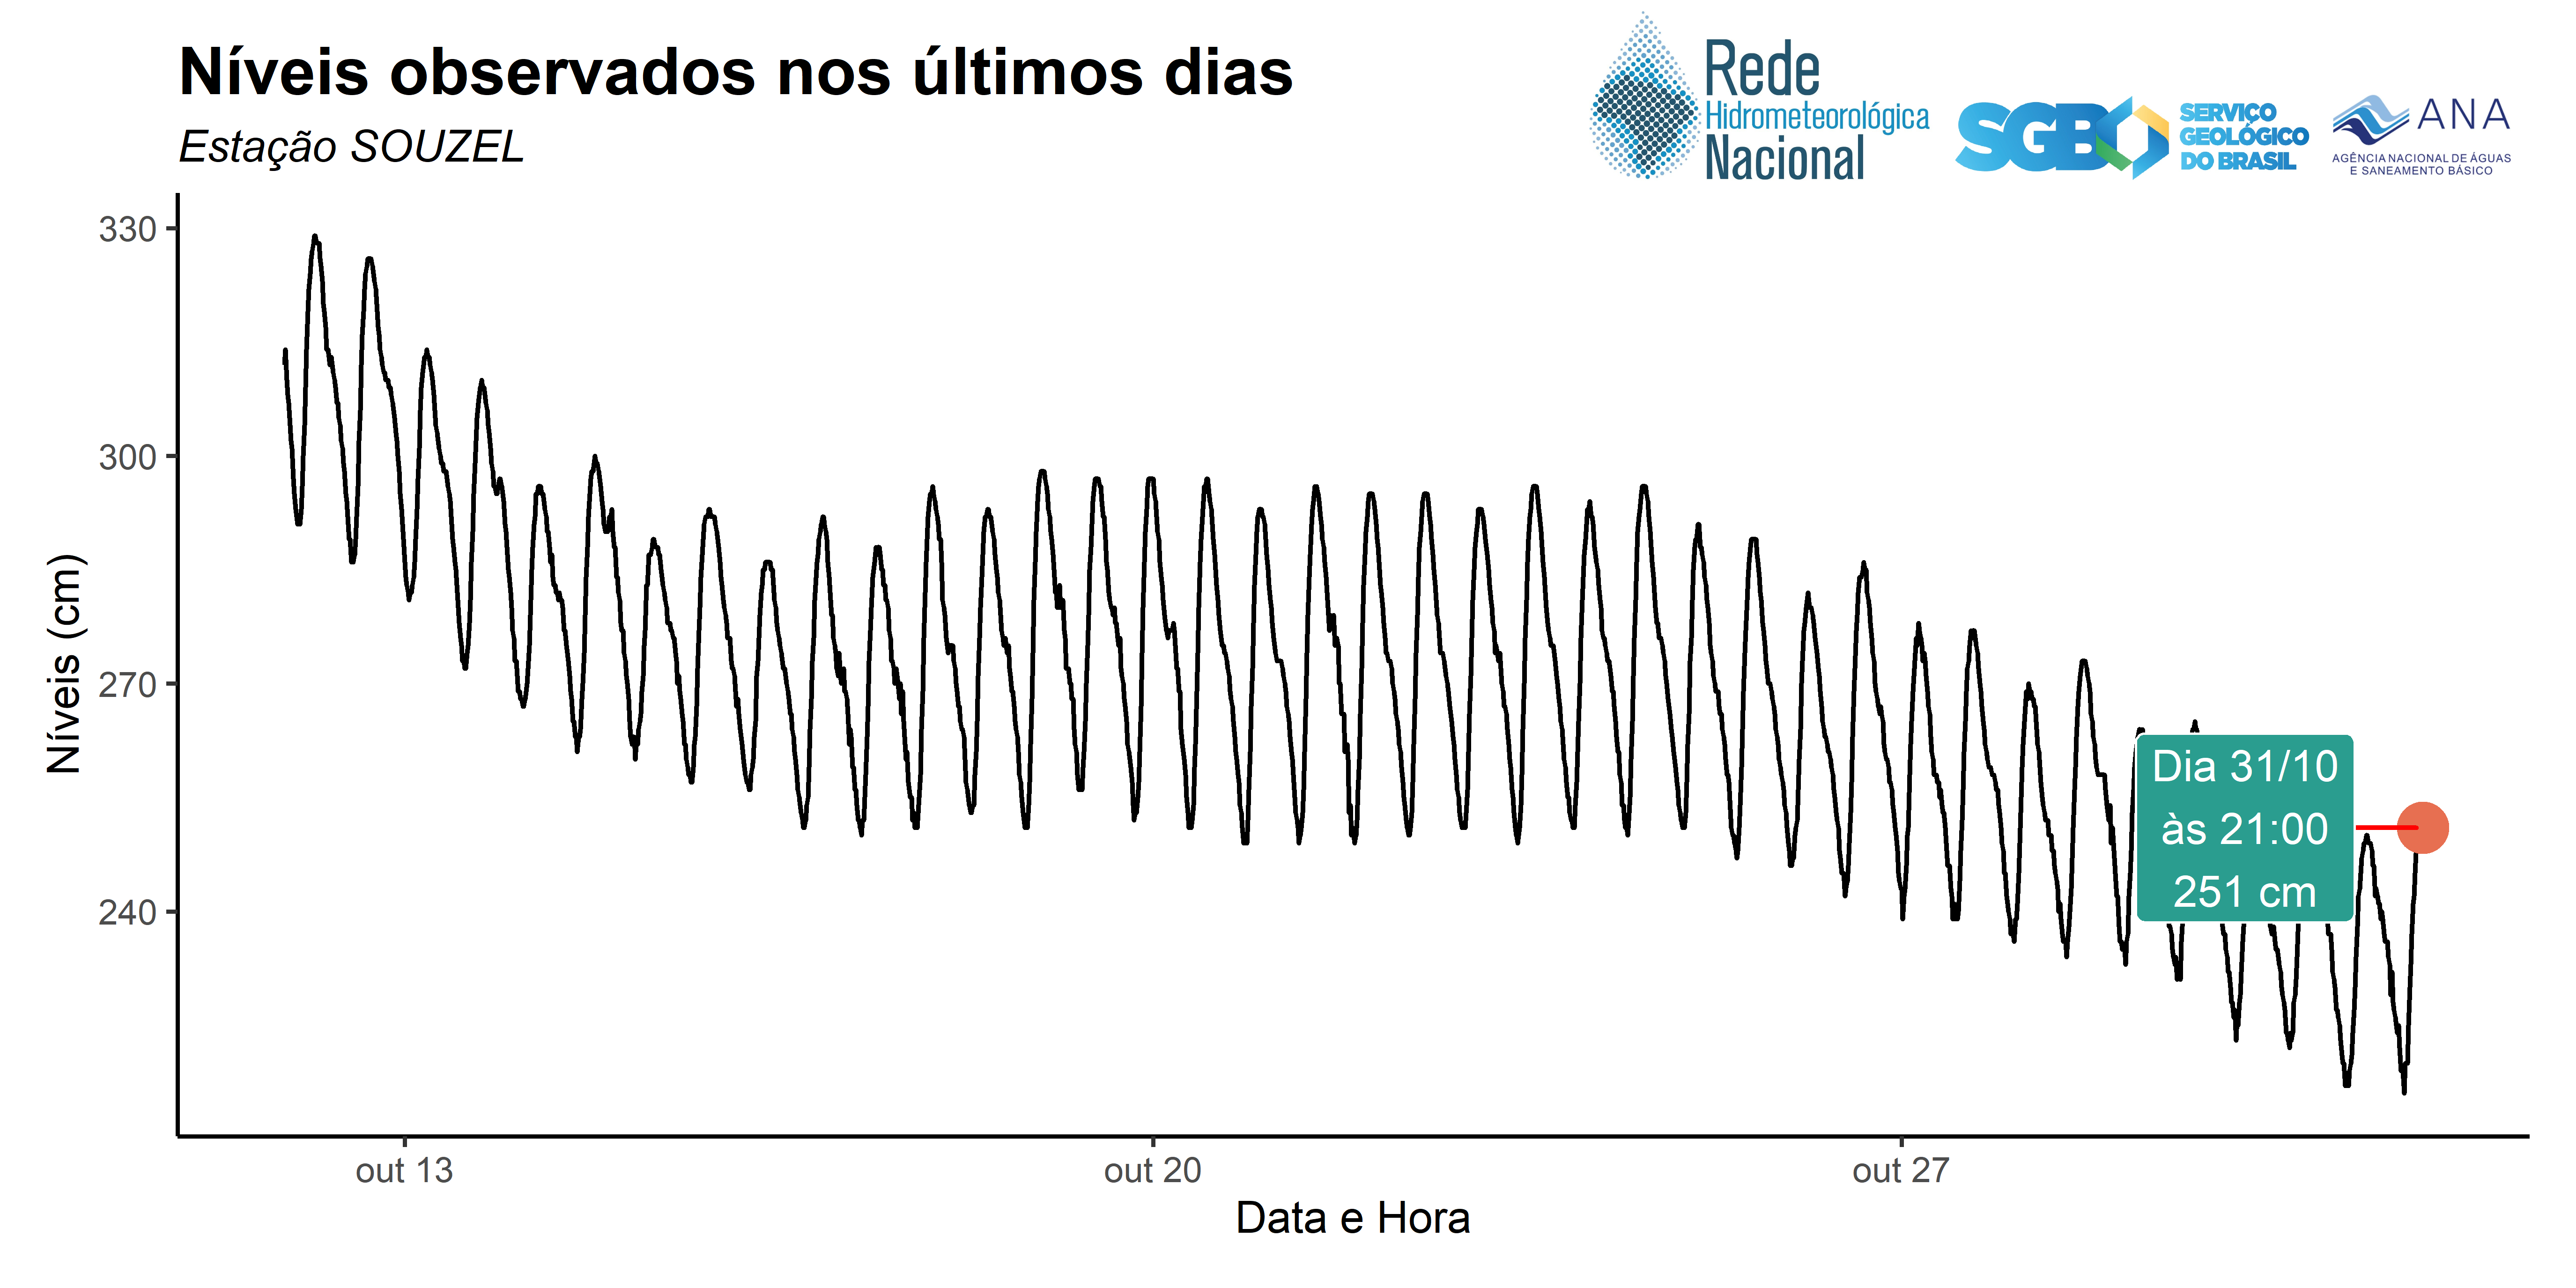 Níveis observados nos últimos dias
Estação SOUZEL
Rede
Hidrometeorológica
Nacional
SGB
SERVIÇO
GEOLÓGICO
DO BRASIL
ANA
AGÊNCIA NACIONAL DE ÁGUAS
E SANEAMENTO BÁSICO
330
300
270
240
Níveis (cm)
Dia 31/10
às 21:00
251 cm
out 13
out 20
out 27
Data e Hora